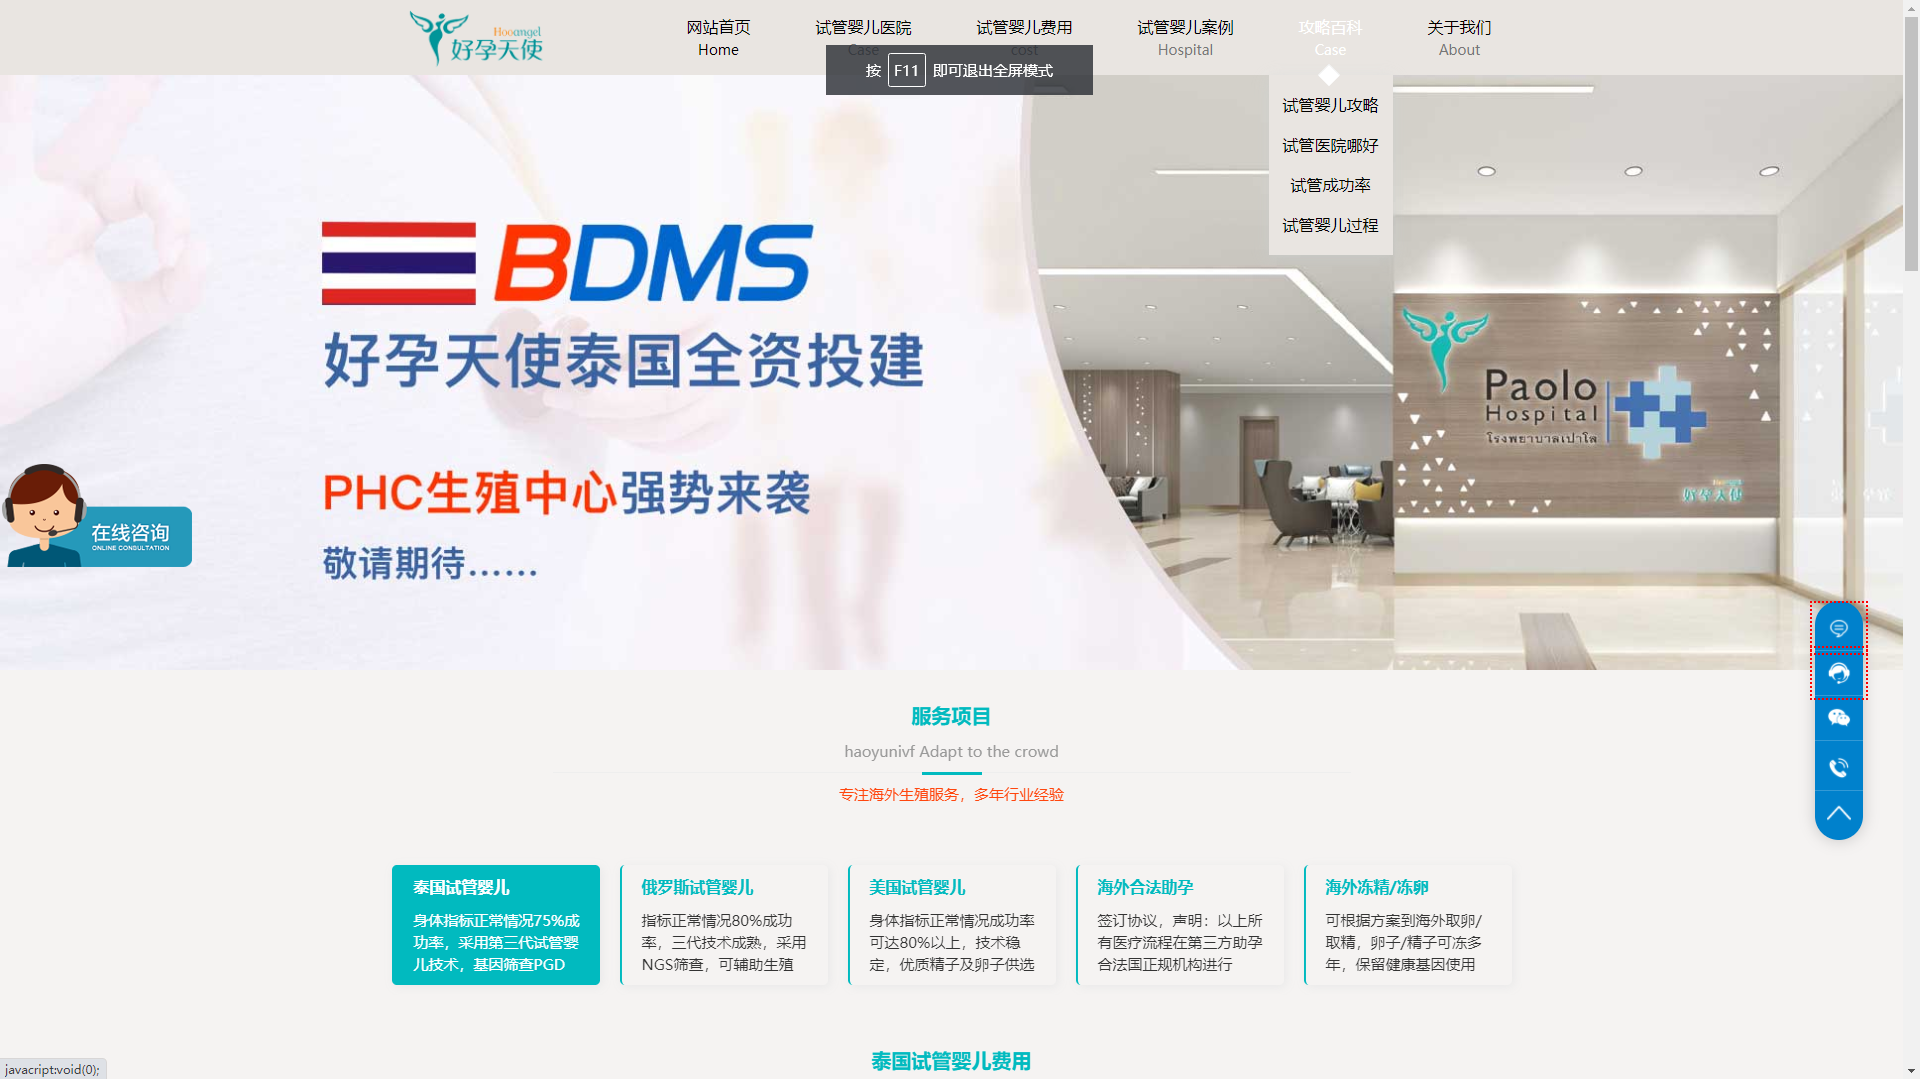 Hooangel
好孕天使
网站首页
Home
试管婴儿医院
Case
试管婴儿费用
cost
试管婴儿案例
Hospital
攻略百科
Case
关于我们
About
按 F11 即可退出全屏模式
试管婴儿攻略
试管医院哪好
试管成功率
试管婴儿过程
BDMS
好孕天使泰国全资投建
PHC生殖中心强势来袭
敬请期待……
Paolo
Hospital
โรงพยาบาลเปาโล
好孕天使
在线咨询
ONLINE CONSULTATION
服务项目
haoyunivf Adapt to the crowd
专注海外生殖服务，多年行业经验
泰国试管婴儿
身体指标正常情况75%成
功率，采用第三代试管婴
儿技术，基因筛查PGD
俄罗斯试管婴儿
指标正常情况80%成功
率，三代技术成熟，采用
NGS筛查，可辅助生殖
美国试管婴儿
身体指标正常情况成功率
可达80%以上，技术稳
定，优质精子及卵子供选
海外合法助孕
签订协议，声明：以上所
有医疗流程在第三方助孕
合法国正规机构进行
海外冻精/冻卵
可根据方案到海外取卵/
取精，卵子/精子可冻多
年，保留健康基因使用
泰国试管婴儿费用
javacript:void(0);